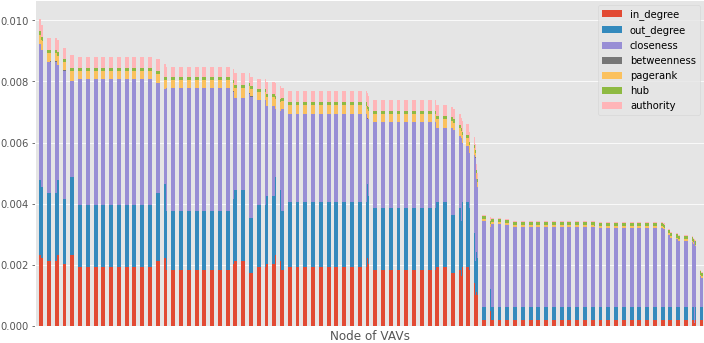 0.010
0.008
0.006
0.004
0.002
0.000
in_degree
out_degree
closeness
betweenness
pagerank
hub
authority
Node of VAVs